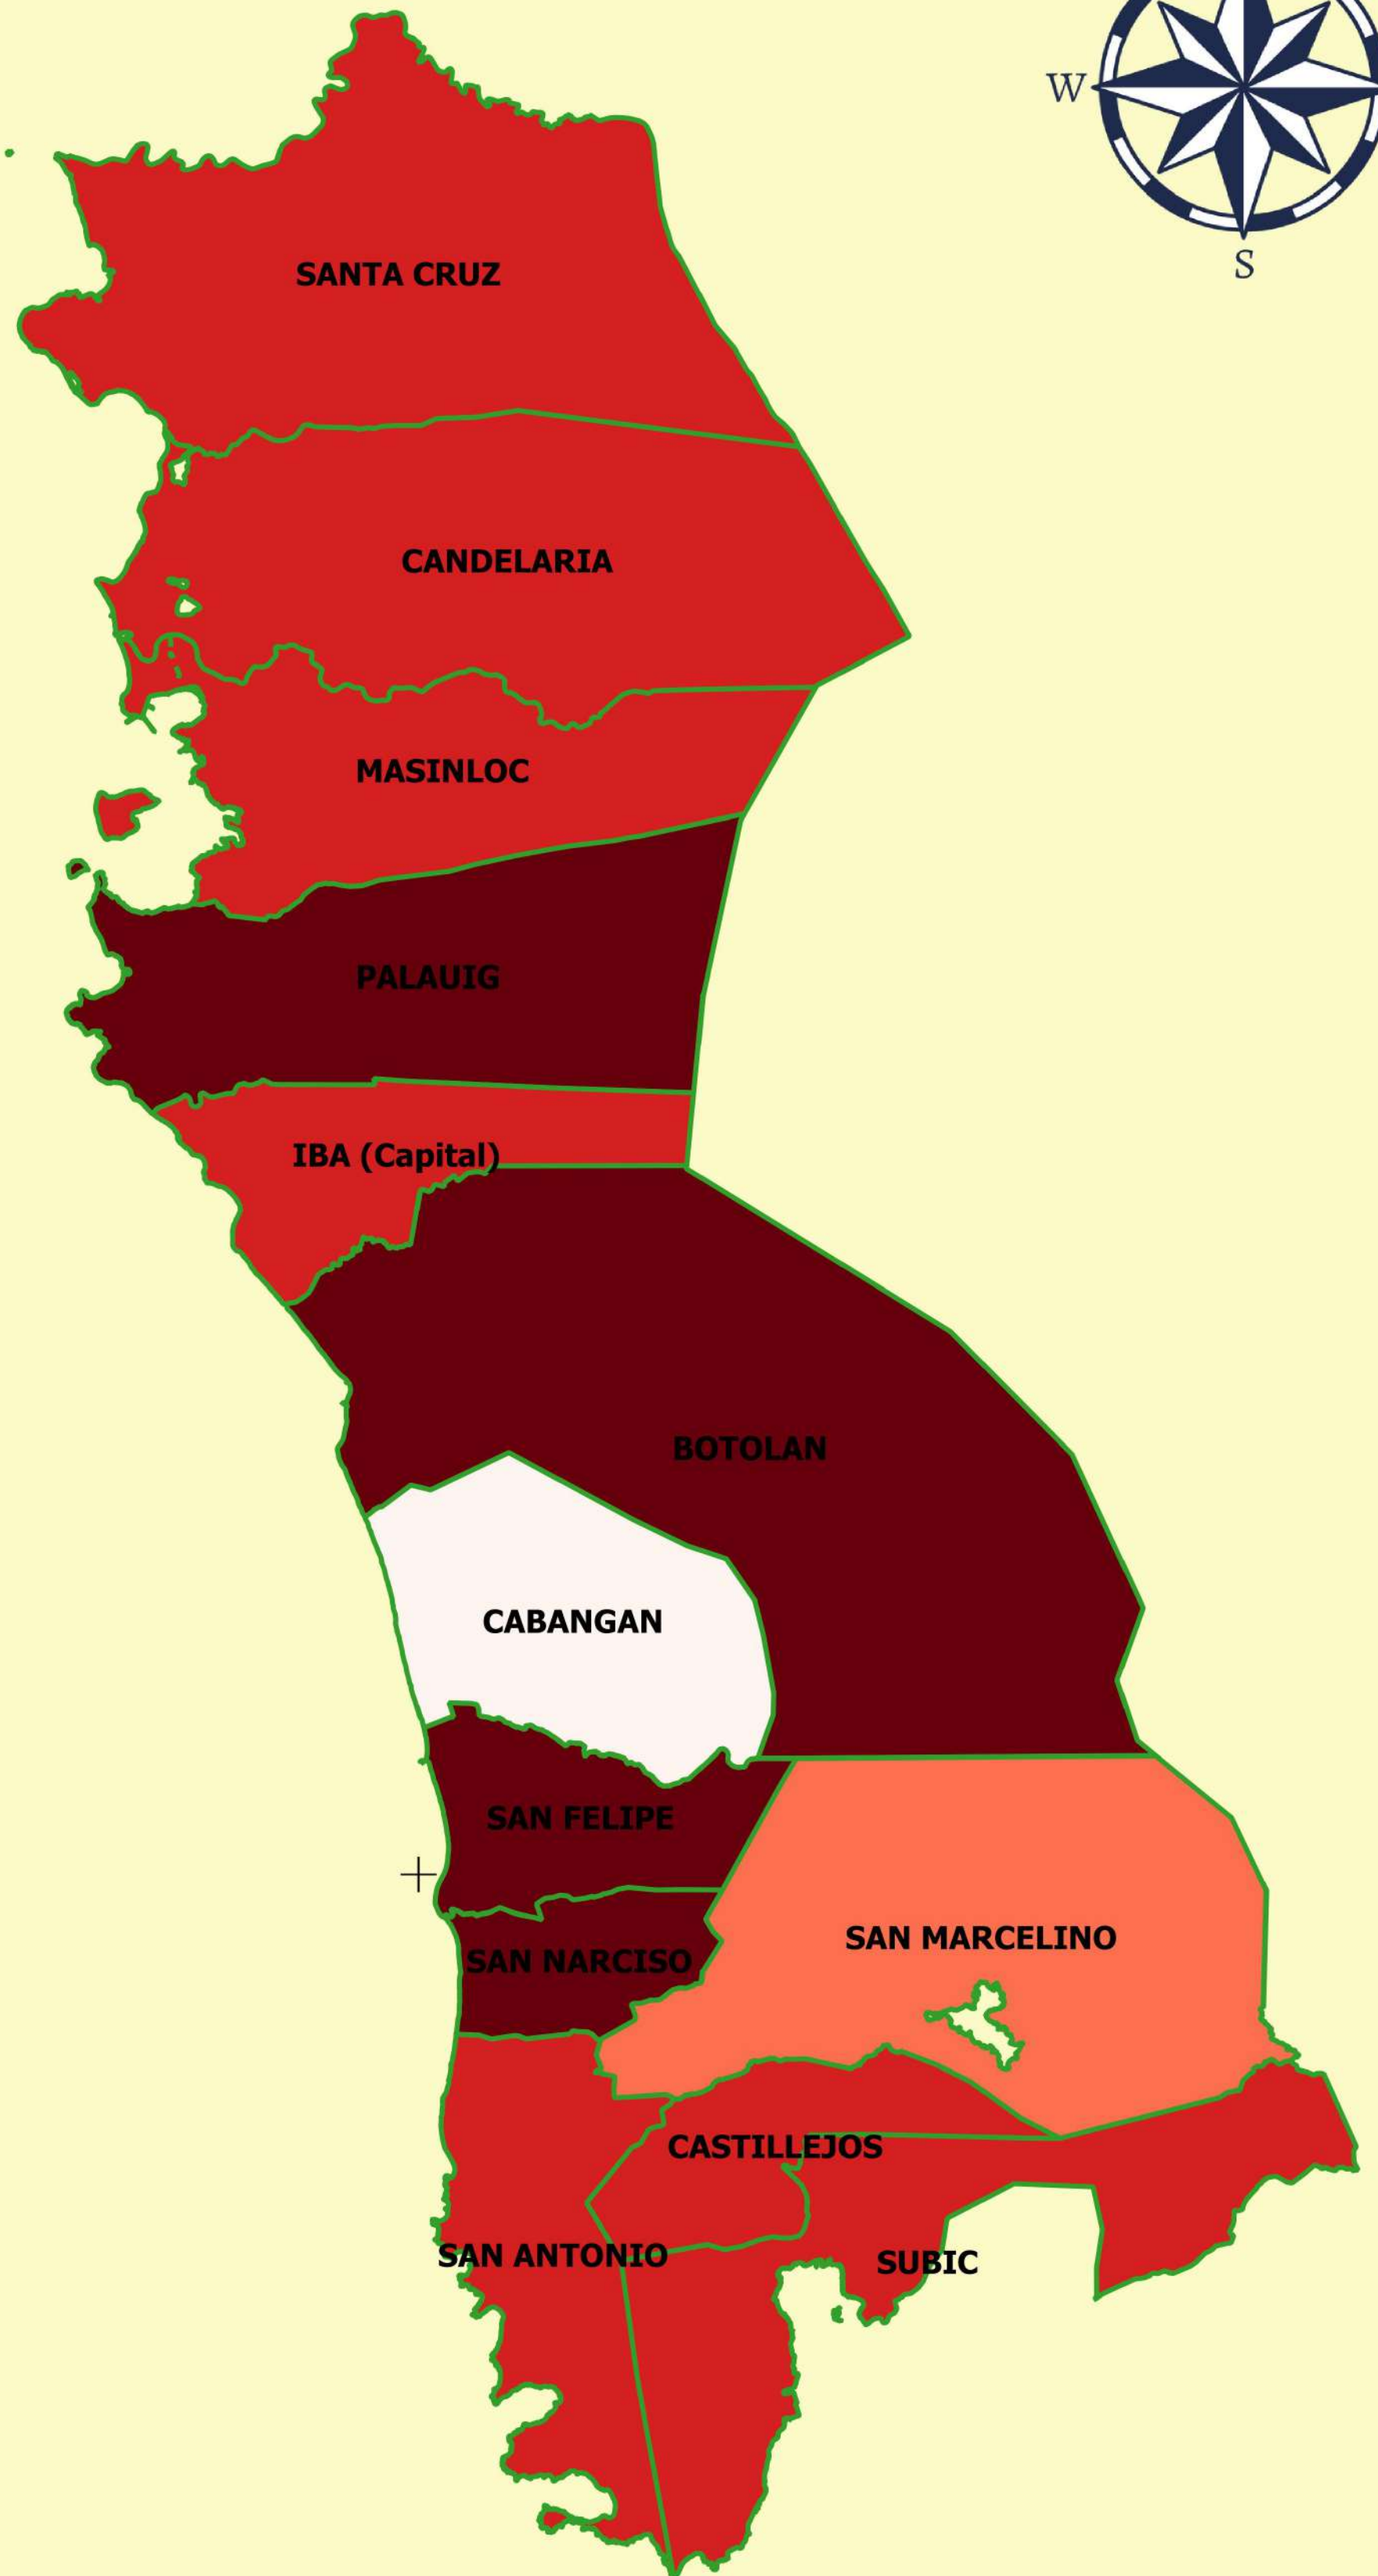 W
S
SANTA CRUZ
CANDELARIA
MASINLOC
PALAUIG
IBA (Capital)
BOTOLAN
CABANGAN
SAN FELIPE
SAN MARCELINO
SAN NARCISO
CASTILLEJOS
SAN ANTONIO
SUBIC